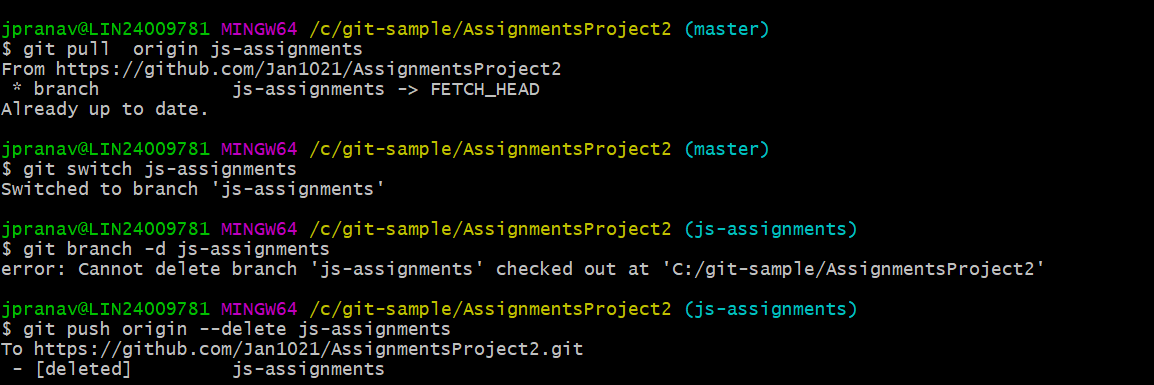 jpranav@LIN24009781 MINGW64 /c/git-sample/AssignmentsProject2 (master)
$ git pull  origin js-assignments
From https://github.com/Jan1021/AssignmentsProject2
 * branch            js-assignments -> FETCH_HEAD
Already up to date.

jpranav@LIN24009781 MINGW64 /c/git-sample/AssignmentsProject2 (master)
$ git switch js-assignments
Switched to branch 'js-assignments'

jpranav@LIN24009781 MINGW64 /c/git-sample/AssignmentsProject2 (js-assignments)
$ git branch -d js-assignments
error: Cannot delete branch 'js-assignments' checked out at 'C:/git-sample/AssignmentsProject2'

jpranav@LIN24009781 MINGW64 /c/git-sample/AssignmentsProject2 (js-assignments)
$ git push origin --delete js-assignments
To https://github.com/Jan1021/AssignmentsProject2.git
 - [deleted]         js-assignments